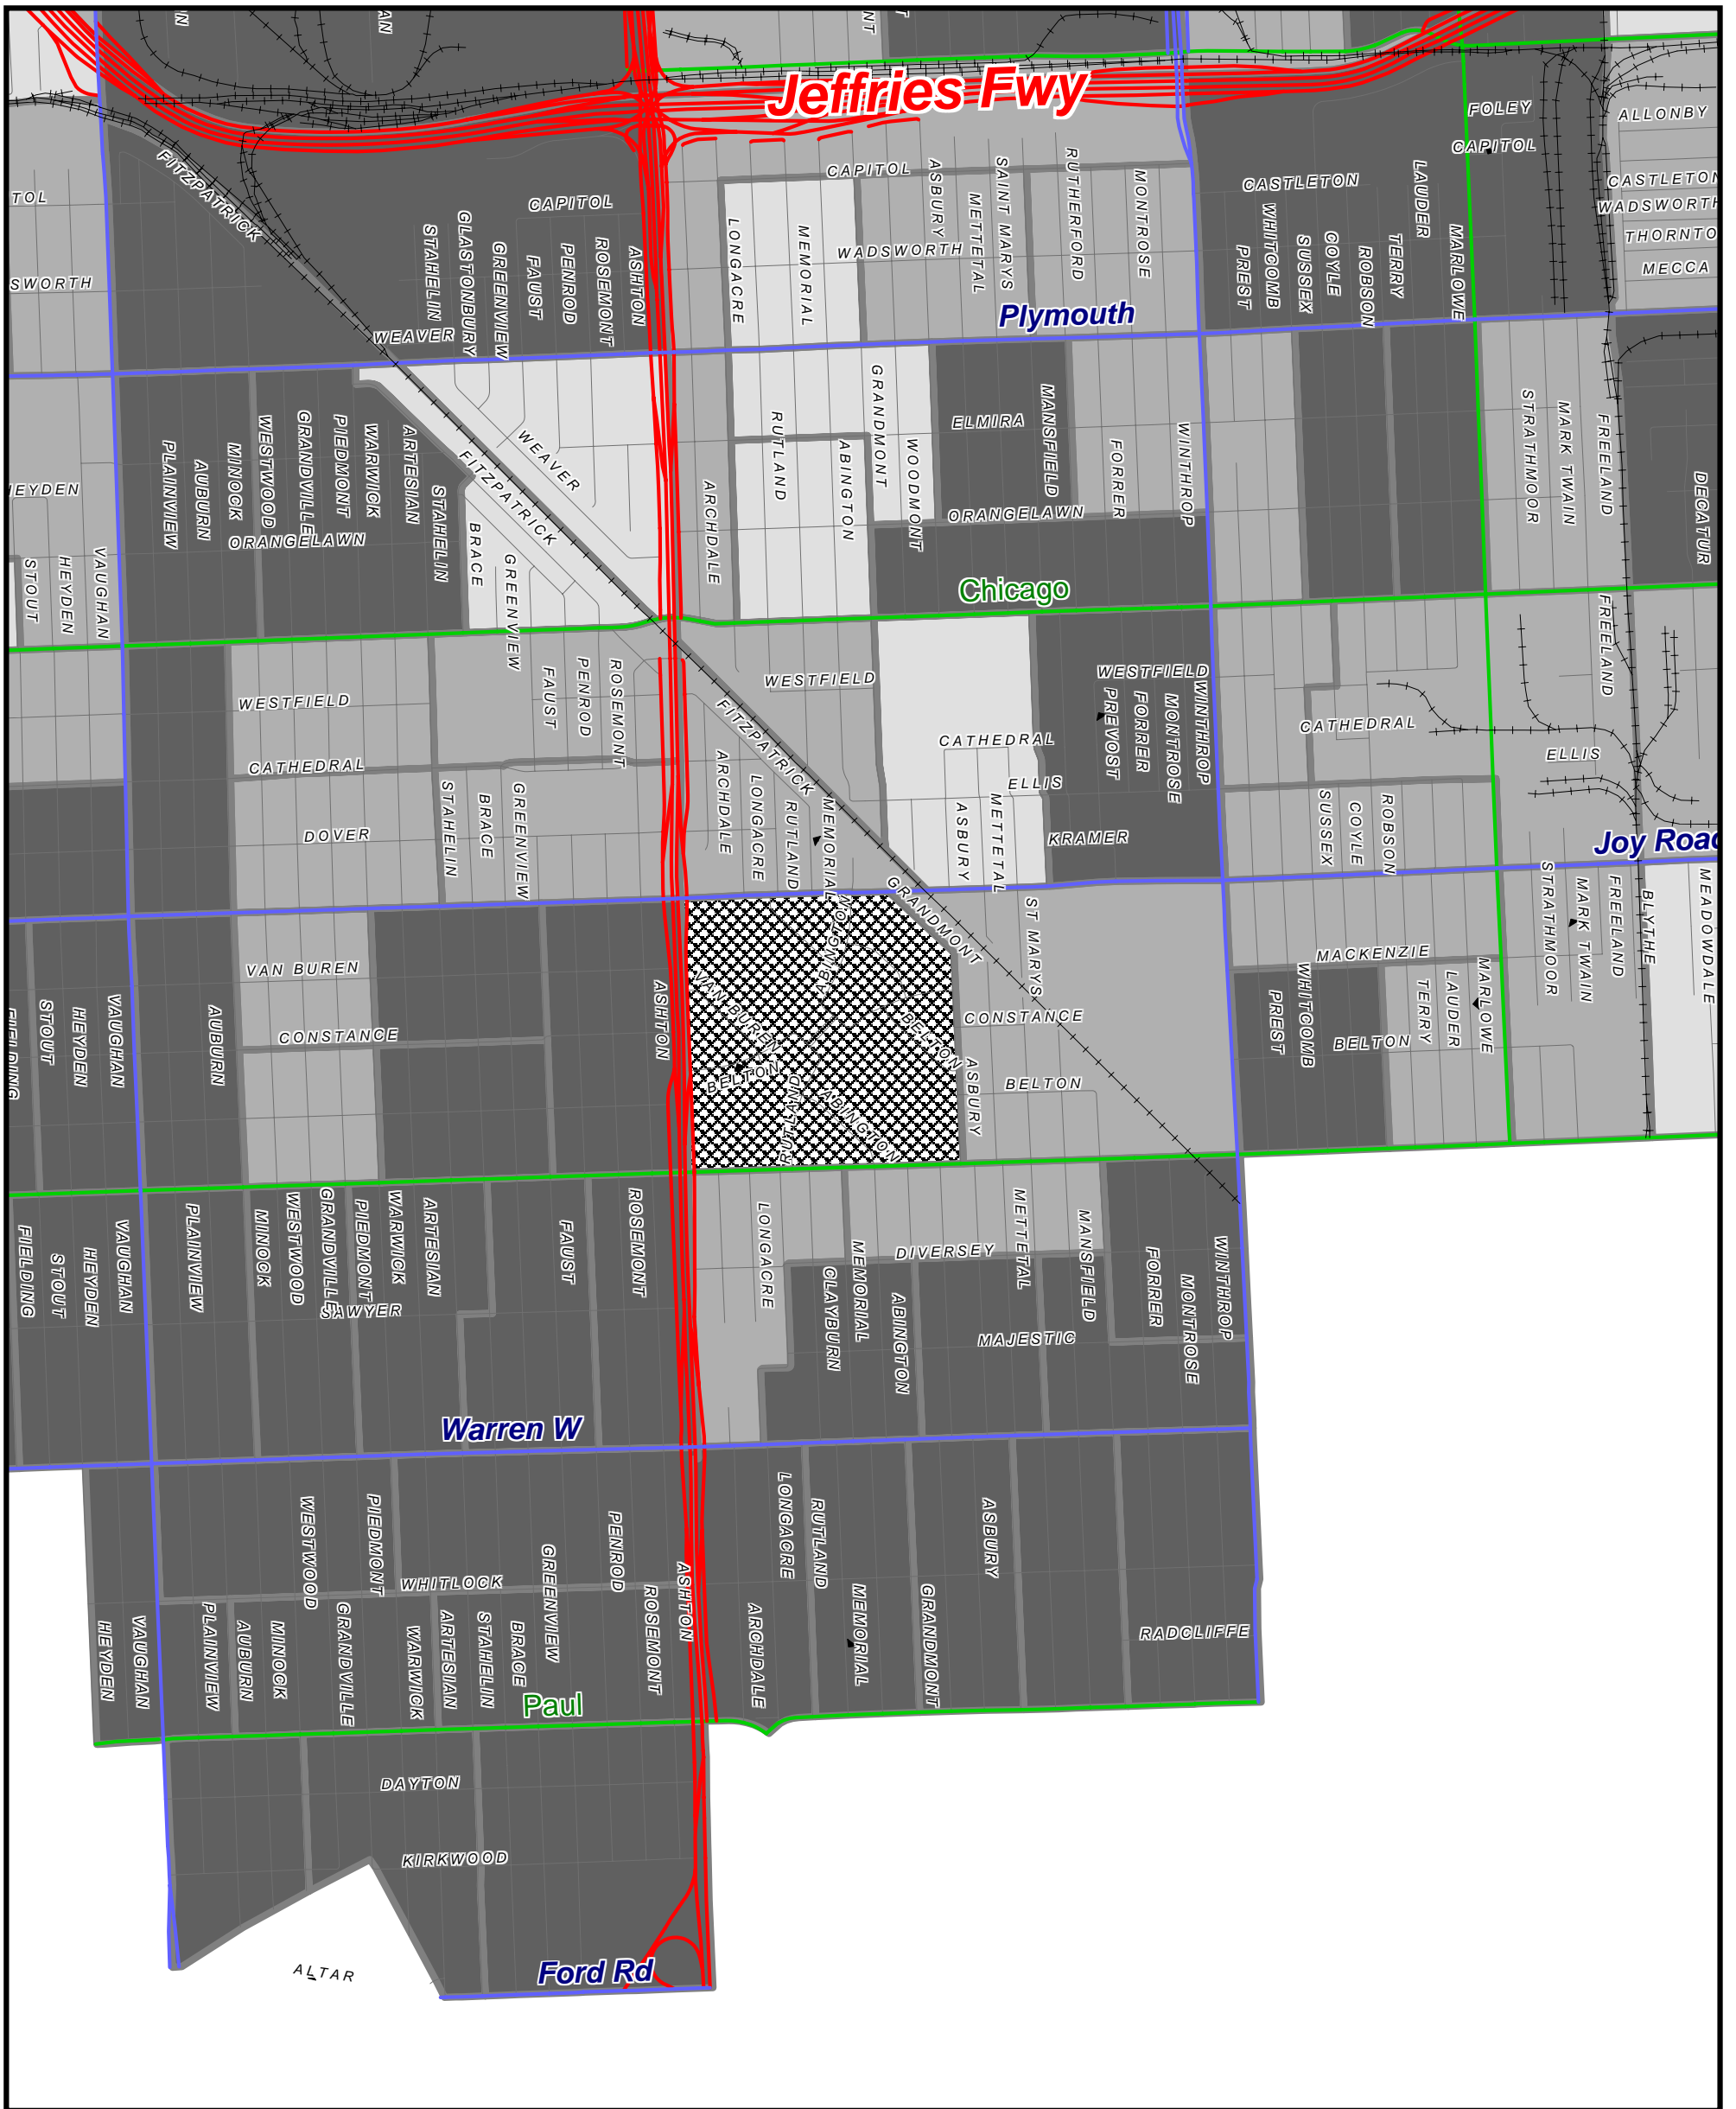 Jeffries Fwy
FOLEY
ALLONBY
CAPITOL
FITZPATRICK
CAPITOL
CAPITOL
ASBURY
SAINT MARYS
METTETAL
RUTHERFORD
MONTROSE
CASTLETON
LAUDER
CASTLETON
WADSWORTH
THORNTO
MECCA
TOL
SWORTH
STAHELIN
GLASTONBURY
GREENVIEW
FAUST
PENROD
ROSEMONT
ASHTON
LONGACRE
MEMORIAL
WADSWORTH
PREST
WHITCOMB
SUSSEX
COYLE
ROBSON
TERRY
MARLOWE
WEAVER
Plymouth
PLAINVIEW
AUBURN
MINOCK
WESTWOOD
GRANDVILLE
PIEDMONT
WARWICK
ARTESIAN
STAHELIN
FITZPATRICK
WEAVER
RUTLAND
ABINGTON
GRANDMONT
WOODMONT
ELMIRA
MANSFIELD
FORRER
WINTHROP
STRATHMOR
MARK TWAIN
FREELAND
DECATUR
HEYDEN
ORANGELAWN
ORANGELAWN
ARCHDALE
STOUT
HEYDEN
VAUGHAN
BRACE
GREENVIEW
Chicago
FREELAND
WESTFIELD
FAUST
PENROD
ROSEMONT
WESTFIELD
WESTFIELD
PREVOST
FORRER
MONTROSE
WINTHROP
FITZPATRICK
CATHEDRAL
CATHEDRAL
CATHEDRAL
ELLIS
ELLIS
DOVER
STAHELIN
BRACE
GREENVIEW
ARCHDALE
LONGACRE
RUTLAND
MEMORIAL
ASBURY
METTETAL
KRAMER
SUSSEX
COYLE
ROBSON
Joy Road
GRANDMONT
ST MARYS
STRATHMOOR
MARK TWAIN
FREELAND
BLYTHE
MEADOWDALE
VAN BUREN
ABINGTON
VAN BUREN
MACKENZIE
FIELDING
STOUT
HEYDEN
VAUGHAN
AUBURN
CONSTANCE
ASHTON
BELTON
CONSTANCE
PREST
WHITCOMB
BELTON
TERRY
LAUDER
MARLOWE
BELTON
RUTLAND
ABINGTON
ASBURY
BELTON
FIELDING
STOUT
HEYDEN
VAUGHAN
PLAINVIEW
MINOCK
WESTWOOD
GRANDVILLE
PIEDMONT
WARWICK
ARTESIAN
SAWYER
FAUST
ROSEMONT
LONGACRE
CLAYBURN
MEMORIAL
ABINGTON
DIVERSEY
METTETAL
MANSFIELD
FORRER
MONTROSE
WINTHROP
MAJESTIC
Warren W
WESTWOOD
PIEDMONT
WHITLOCK
GREENVIEW
PENROD
ASHTON
LONGACRE
RUTLAND
ASBURY
HEYDEN
VAUGHAN
PLAINVIEW
AUBURN
MINOCK
GRANDVILLE
WARWICK
ARTESIAN
STAHELIN
BRACE
ROSEMONT
ARCHDALE
MEMORIAL
GRANDMONT
RADCLIFFE
Paul
DAYTON
KIRKWOOD
ALTAR
Ford Rd